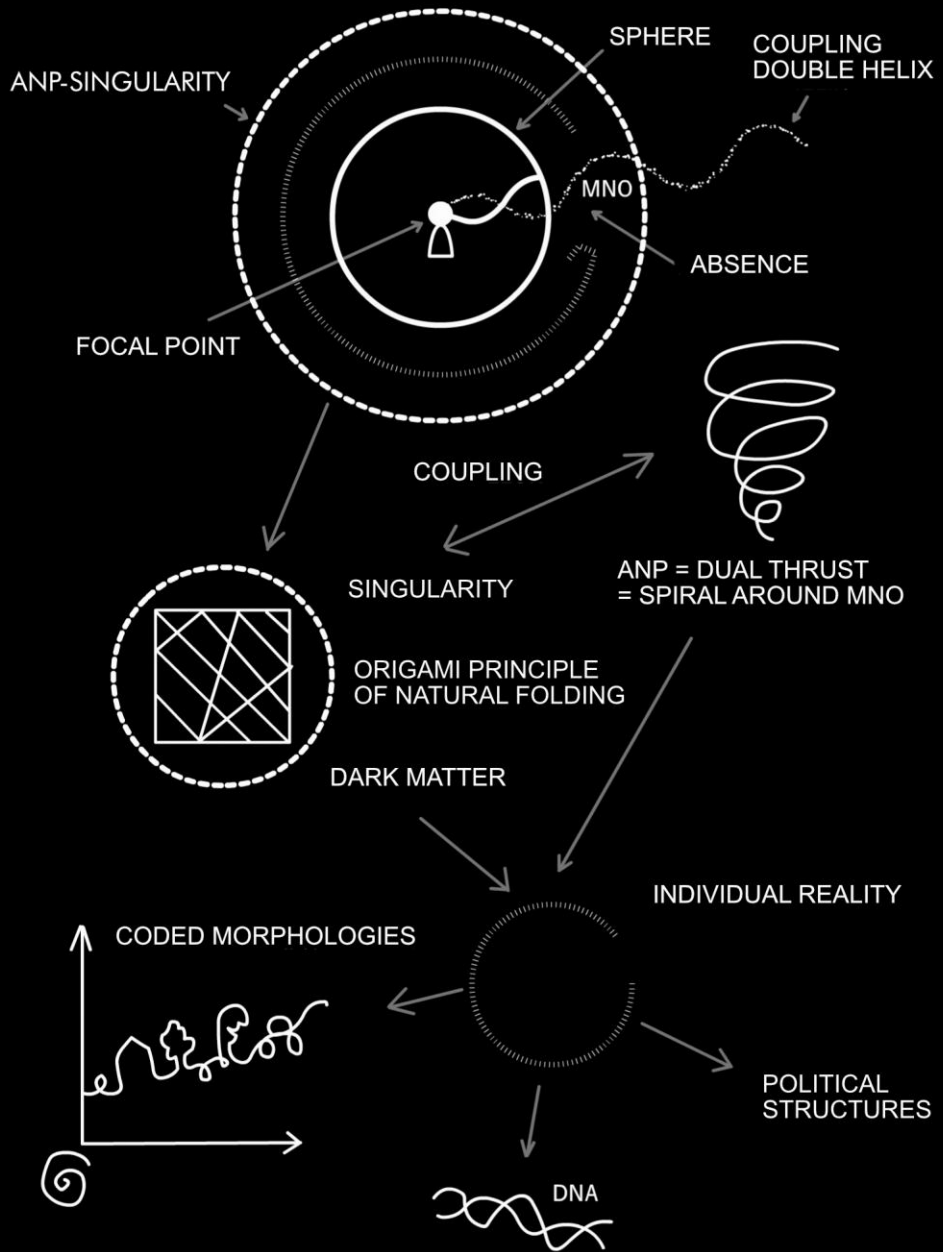 SPHERE
COUPLING
DOUBLE HELIX
ANP-SINGULARITY
MNO
ABSENCE
FOCAL POINT
COUPLING
SINGULARITY
ANP = DUAL THRUST
= SPIRAL AROUND MNO
ORIGAMI PRINCIPLE
OF NATURAL FOLDING
DARK MATTER
INDIVIDUAL REALITY
CODED MORPHOLOGIES
POLITICAL
STRUCTURES
DNA